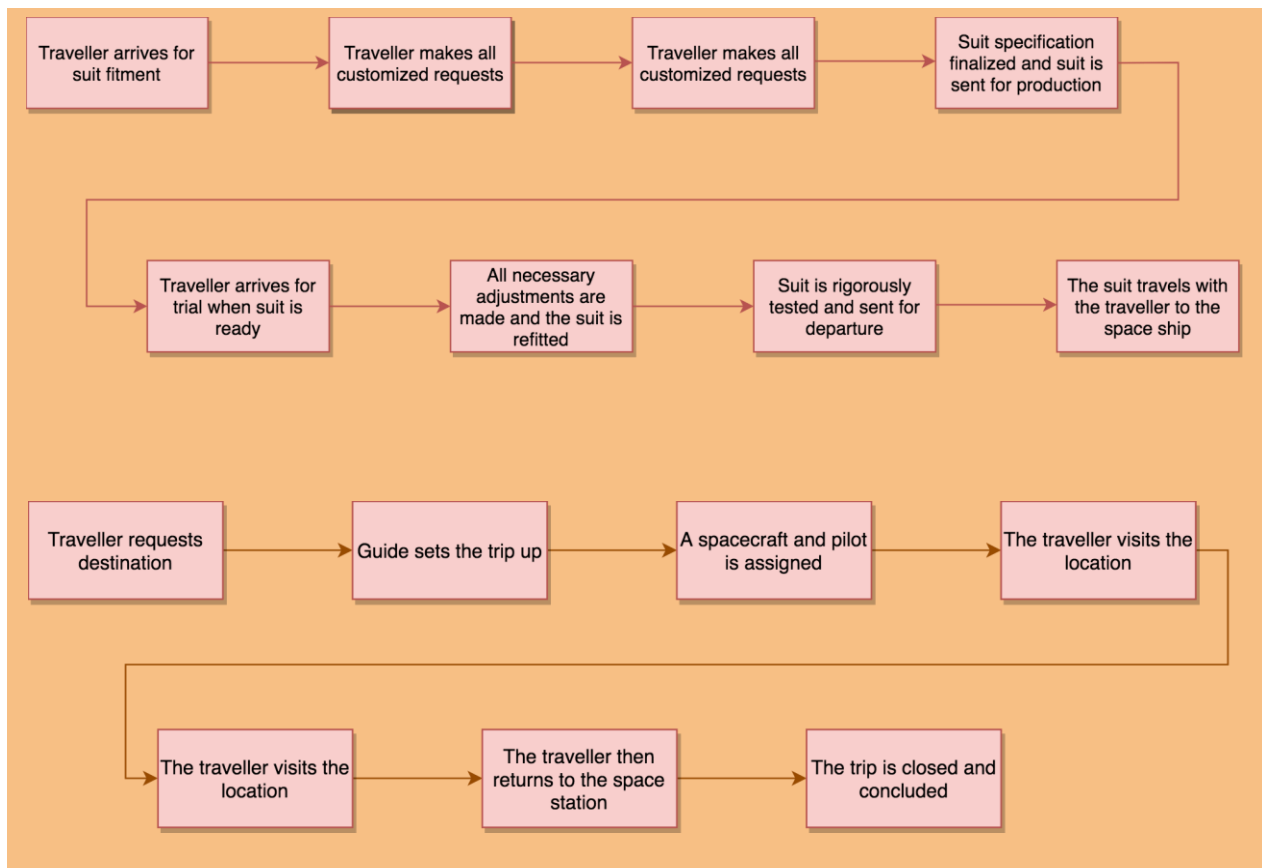 Traveller arrives for
suit fitment
Traveller makes all
customized requests
Traveller makes all
customized requests
Suit specification
finalized and suit is
sent for production
Traveller arrives for
trial when suit is
ready
All necessary
adjustments are
made and the suit is
refitted
Suit is rigorously
tested and sent for
departure
The suit travels with
the traveller to the
space ship
Traveller requests
destination
Guide sets the trip up
A spacecraft and pilot
is assigned
The traveller visits the
location
The traveller visits the
location
The traveller then
returns to the space
station
The trip is closed and
concluded